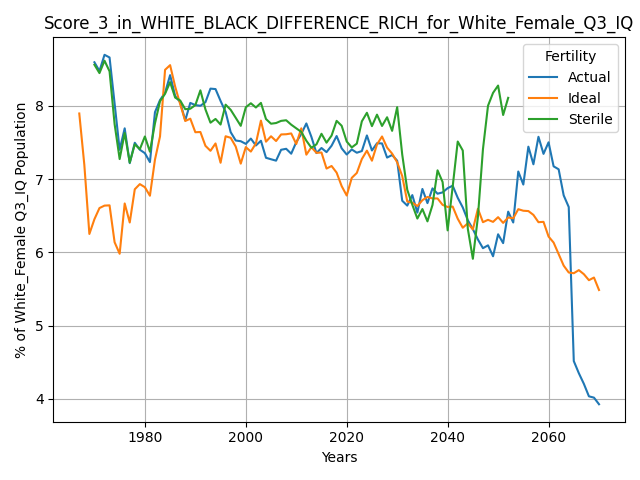 Score_3_in_WHITE_BLACK_DIFFERENCE_RICH_for_White_Female_Q3_IQ
% of White_Female Q3_IQ Population
8
7
6
5
4
Fertility
Actual
Ideal
Sterile
1980
2000
2020
2040
2060
Years